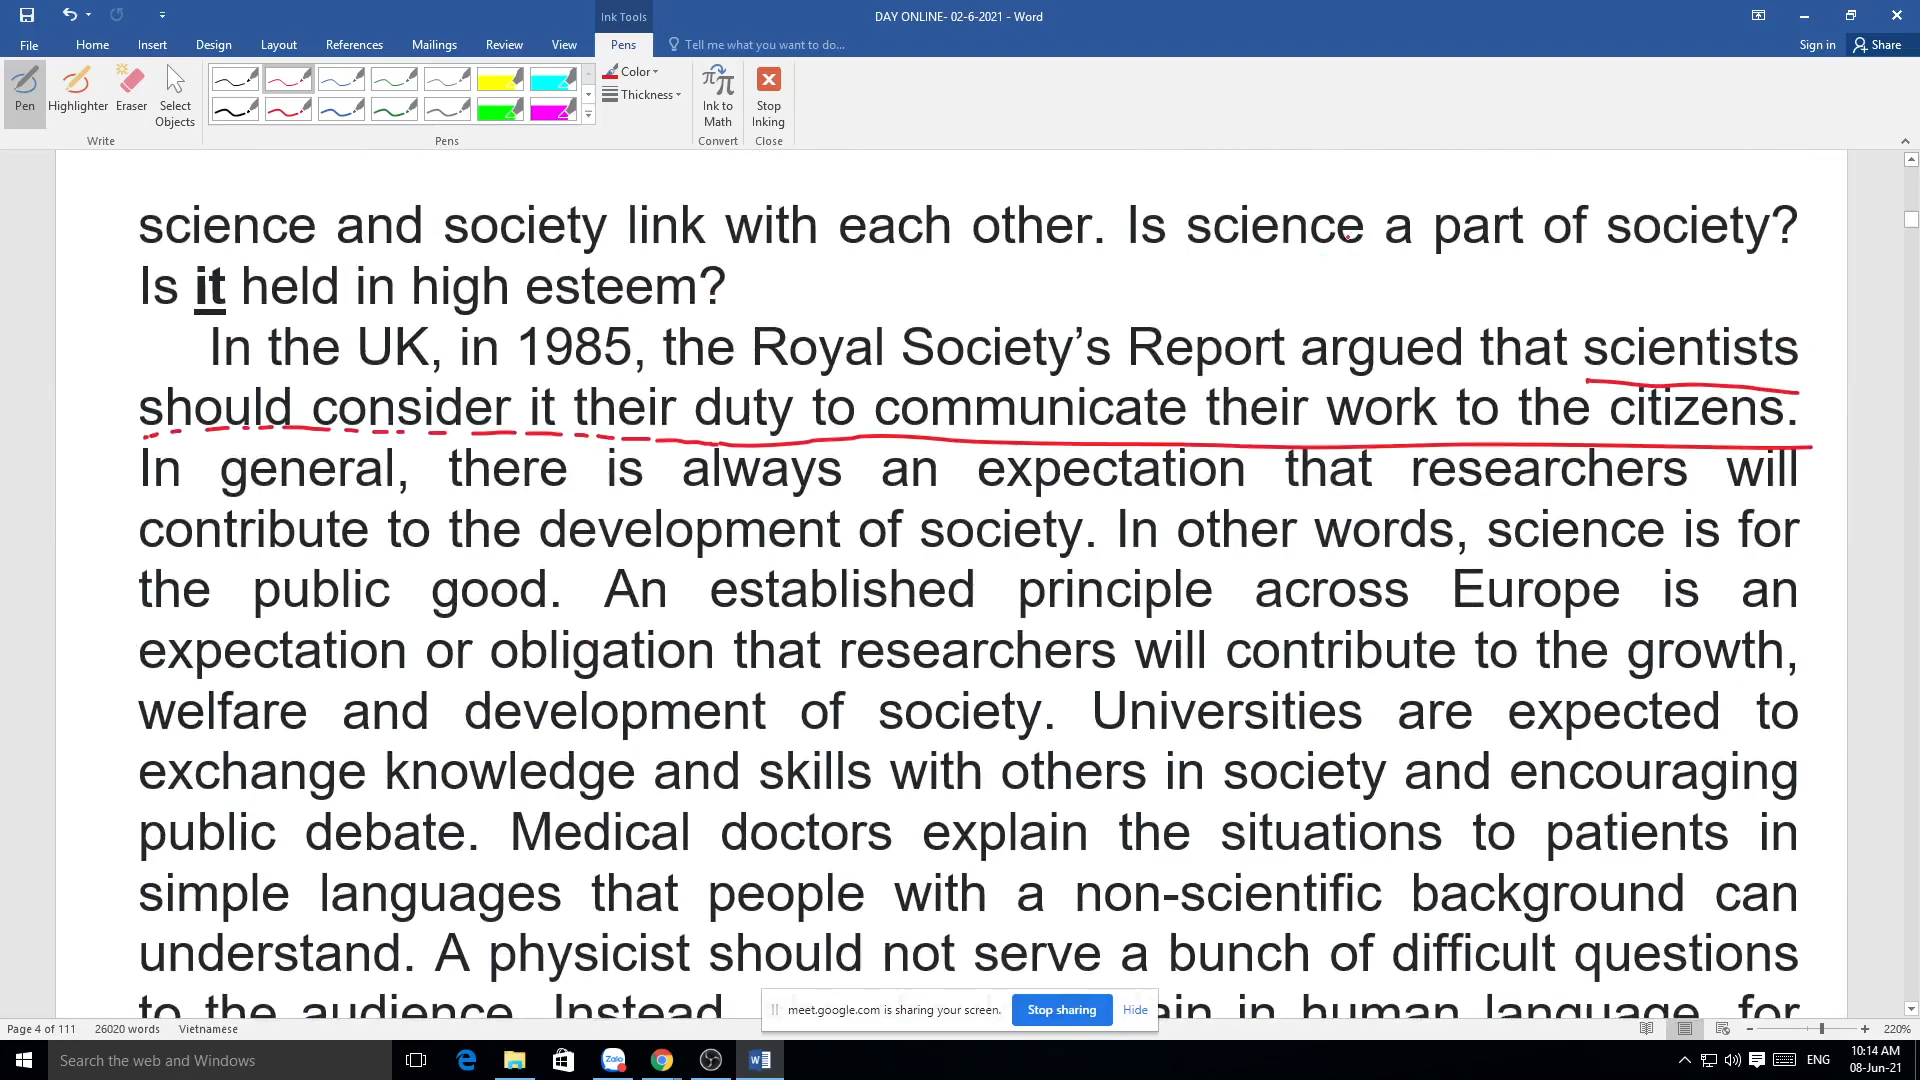 Ink Tools
DAY ONLINE- 02-6-2021 - Word
File Home Insert Design Layout References Mailings Review View Pens Tell me what you want to do... Sign in Share
Pen Highlighter Eraser Select Objects
Color
Thickness
Ink to Math
Stop Inking
Write Pens Convert Close
science and society link with each other. Is science a part of society?
Is it held in high esteem?
In the UK, in 1985, the Royal Society’s Report argued that scientists
should consider it their duty to communicate their work to the citizens.
In general, there is always an expectation that researchers will
contribute to the development of society. In other words, science is for
the public good. An established principle across Europe is an
expectation or obligation that researchers will contribute to the growth,
welfare and development of society. Universities are expected to
exchange knowledge and skills with others in society and encouraging
public debate. Medical doctors explain the situations to patients in
simple languages that people with a non-scientific background can
understand. A physicist should not serve a bunch of difficult questions
to the audience. Instead in human language, for
meet.google.com is sharing your screen. Stop sharing Hide
Page 4 of 111 26020 words Vietnamese 220%
Search the web and Windows
Zalo
ENG
10:14 AM
08-Jun-21